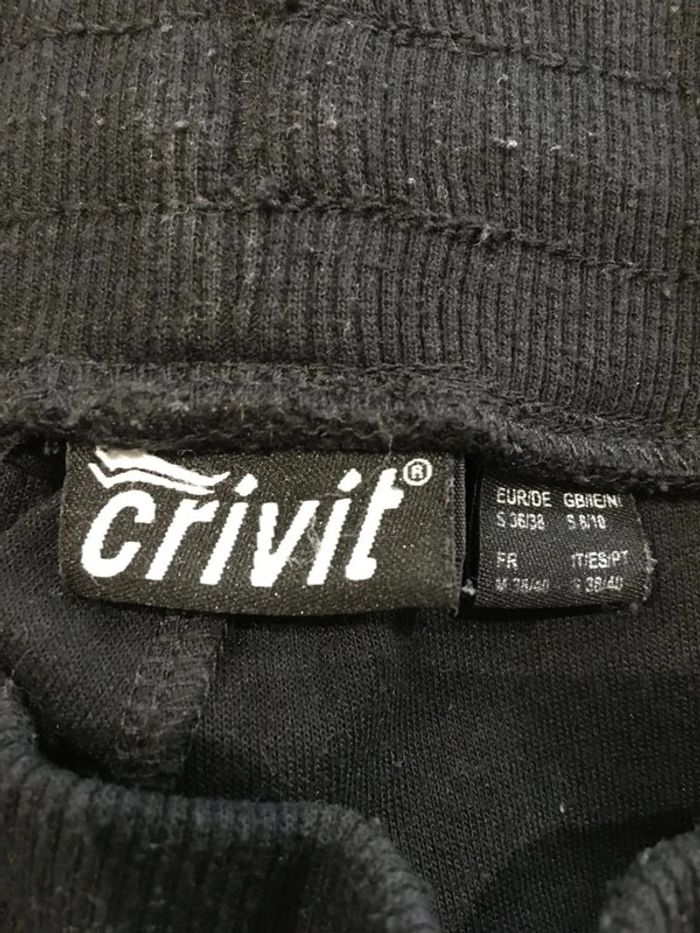 crivit®
EUR/DE GB/IE/NI
S 36/38 S 8/10
FR IT/ES/PT
M 38/40 S 38/40